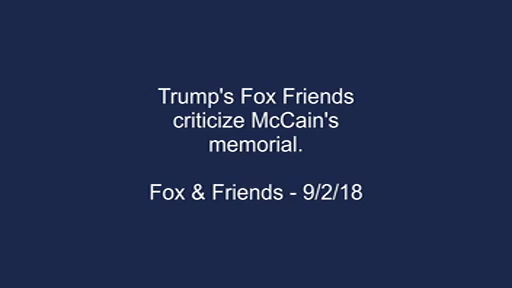 Trump's Fox Friends
criticize McCain's
memorial.
Fox & Friends - 9/2/18